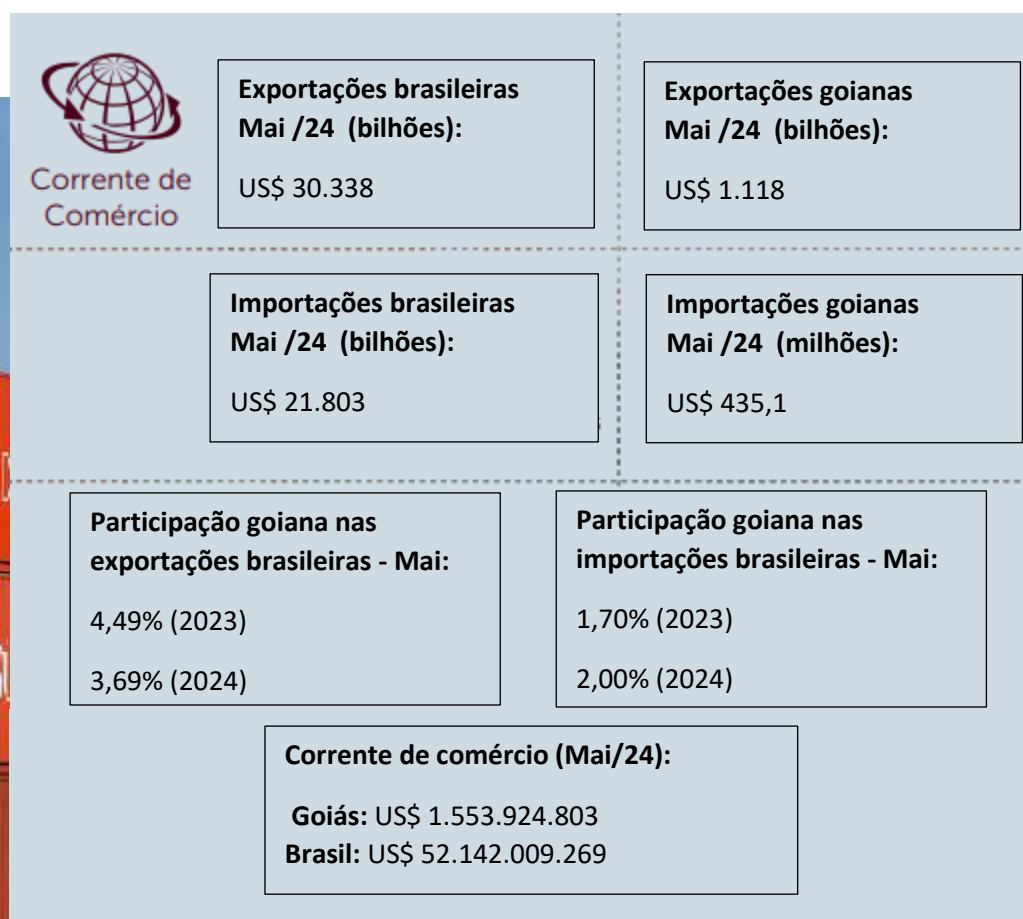 Corrente de
Comércio
Exportações brasileiras
Mai /24 (bilhões):
US$ 30.338
Exportações goianas
Mai /24 (bilhões):
US$ 1.118
Importações brasileiras
Mai /24 (bilhões):
US$ 21.803
Importações goianas
Mai /24 (milhões):
US$ 435,1
Participação goiana nas
exportações brasileiras - Mai:
4,49% (2023)
3,69% (2024)
Participação goiana nas
importações brasileiras - Mai:
1,70% (2023)
2,00% (2024)
Corrente de comércio (Mai/24):
Goiás: US$ 1.553.924.803
Brasil: US$ 52.142.009.269